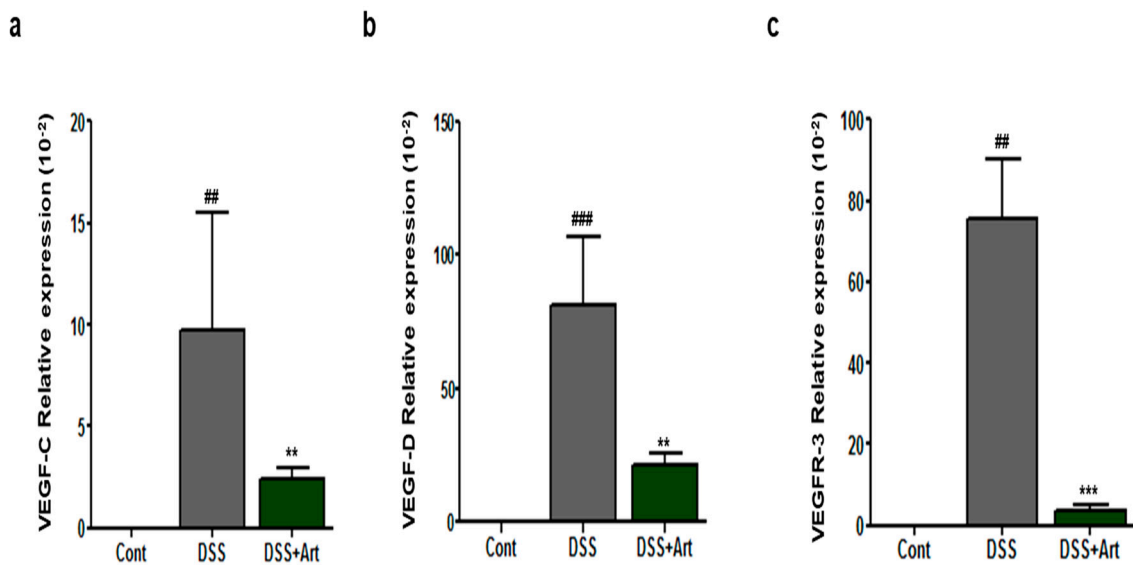 a
VEGF-C Relative expression (10⁻²)
20
15
10
5
0
##
**
Cont DSS DSS+Art
b
VEGF-D Relative expression (10⁻²)
150
100
50
0
###
**
Cont DSS DSS+Art
c
VEGFR-3 Relative expression (10⁻²)
100
80
60
40
20
0
##
***
Cont DSS DSS+Art